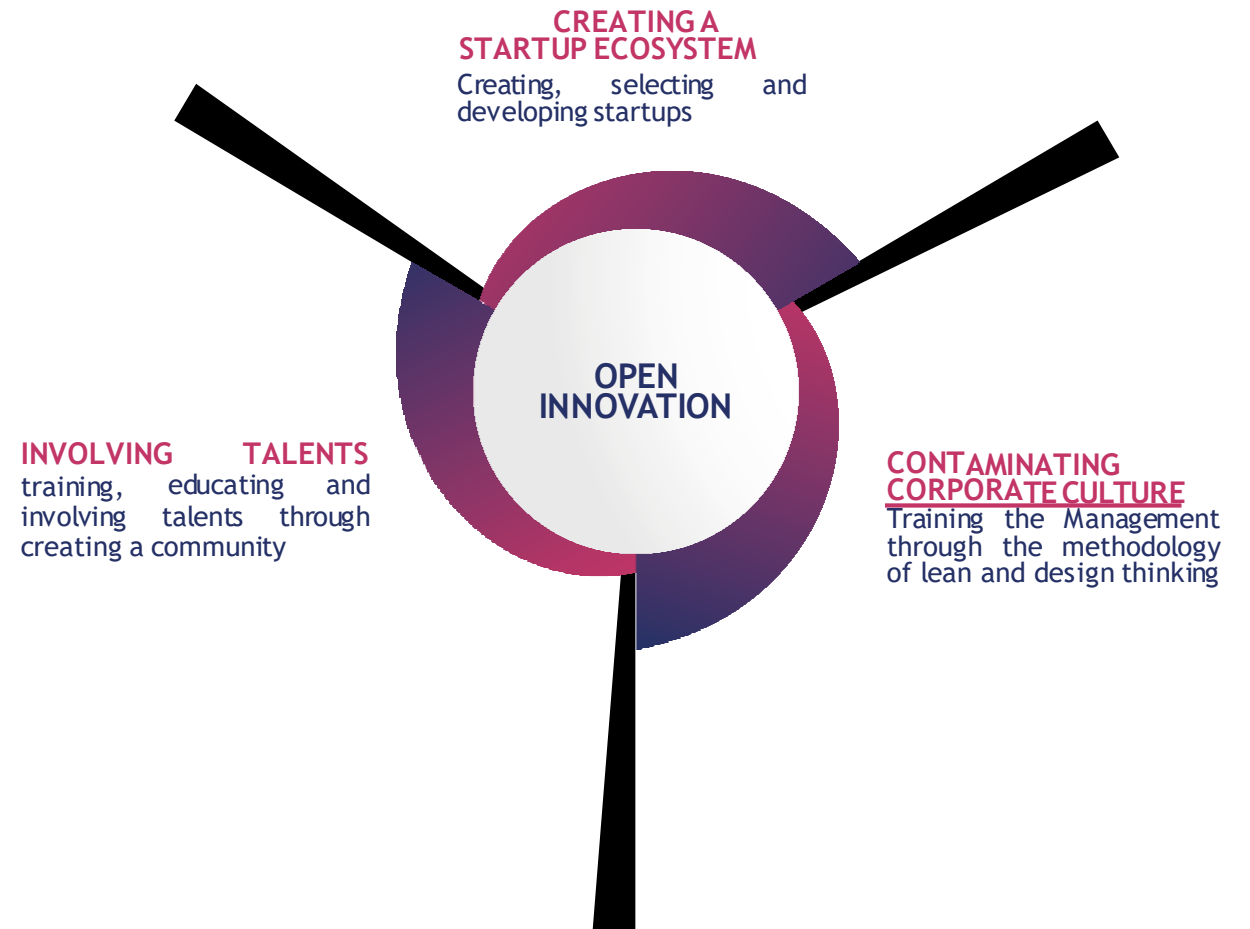 CREATING A
STARTUP ECOSYSTEM
Creating, selecting and
developing startups
OPEN
INNOVATION
INVOLVING TALENTS
training, educating and
involving talents through
creating a community
CONTAMINATING
CORPORATE CULTURE
Training the Management
through the methodology
of lean and design thinking